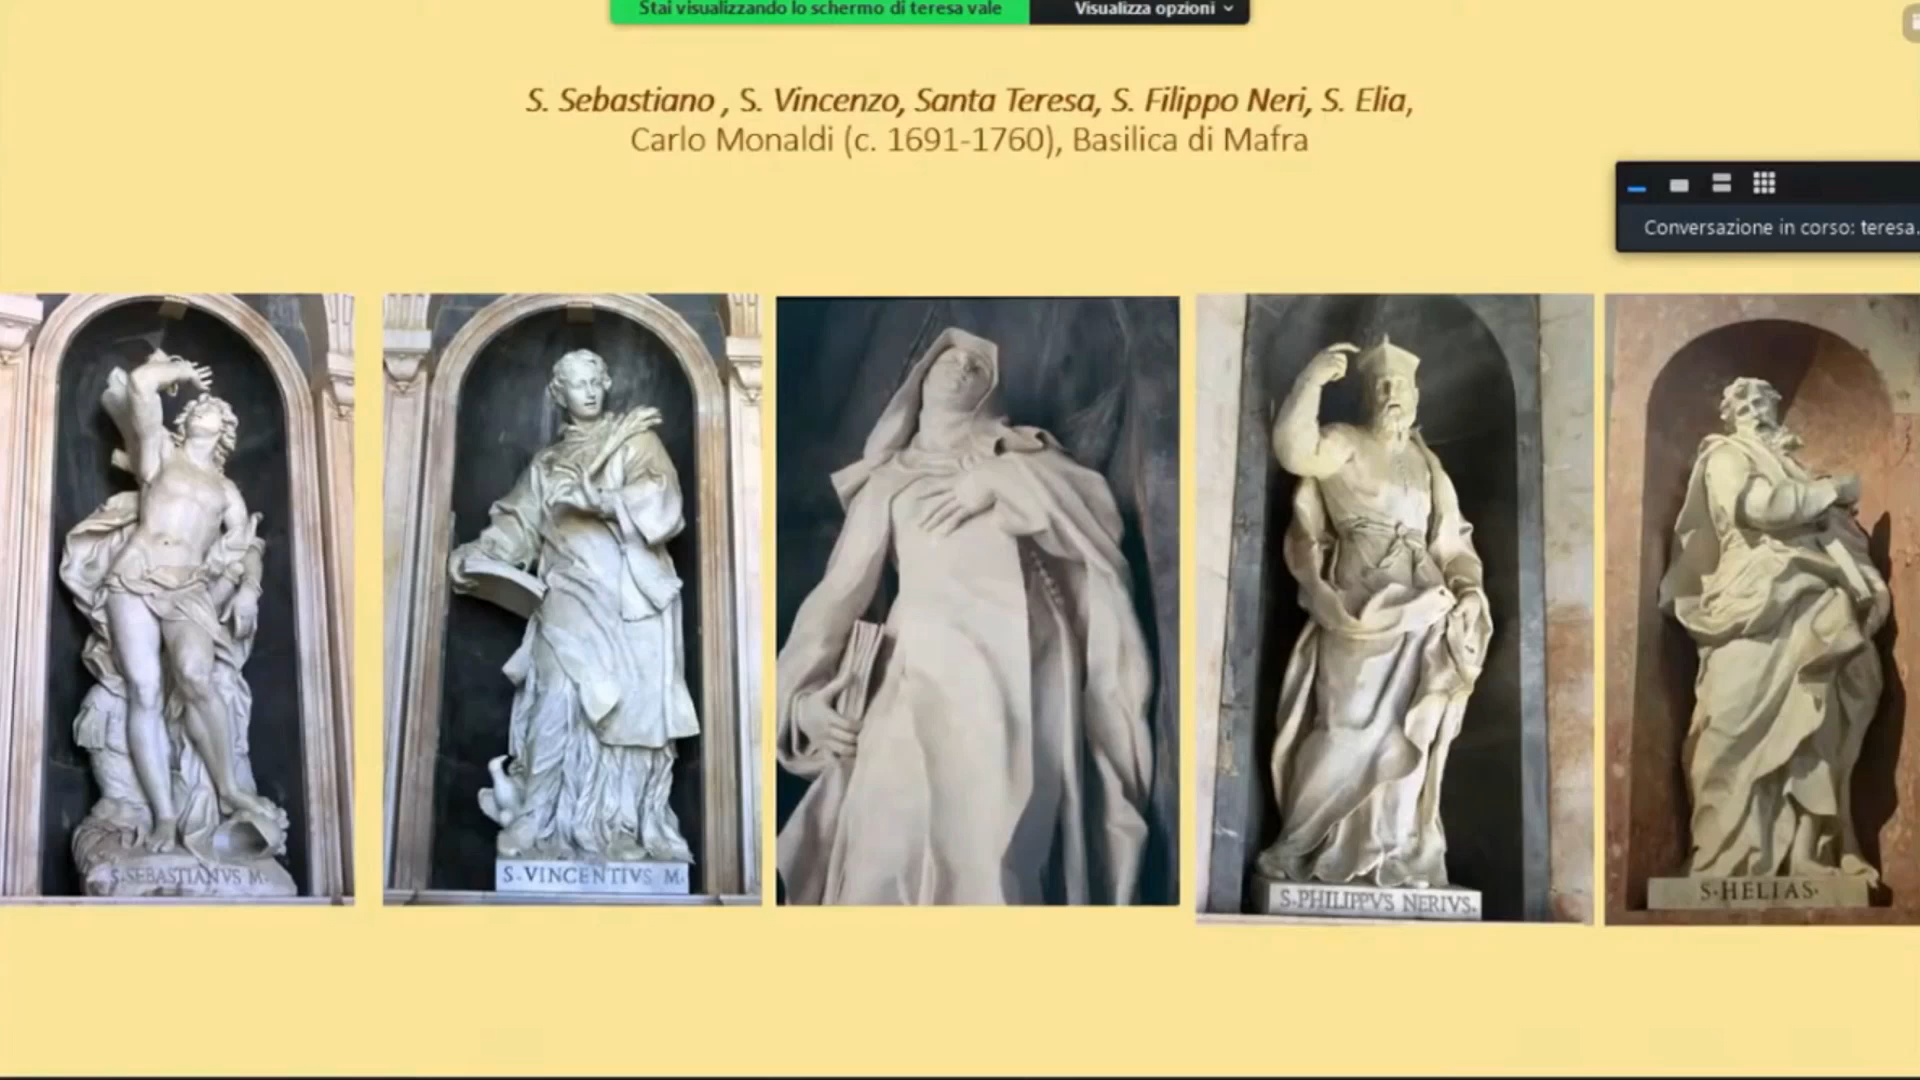 Stai visualizzando lo schermo di teresa vale
Visualizza opzioni
S. Sebastiano , S. Vincenzo, Santa Teresa, S. Filippo Neri, S. Elia,
Carlo Monaldi (c. 1691-1760), Basilica di Mafra
Conversazione in corso: teresa.
S·SEBASTIANVS M·
S·VINCENTIVS M·
S·PHILIPPVS NERIVS·
S·HELIAS·